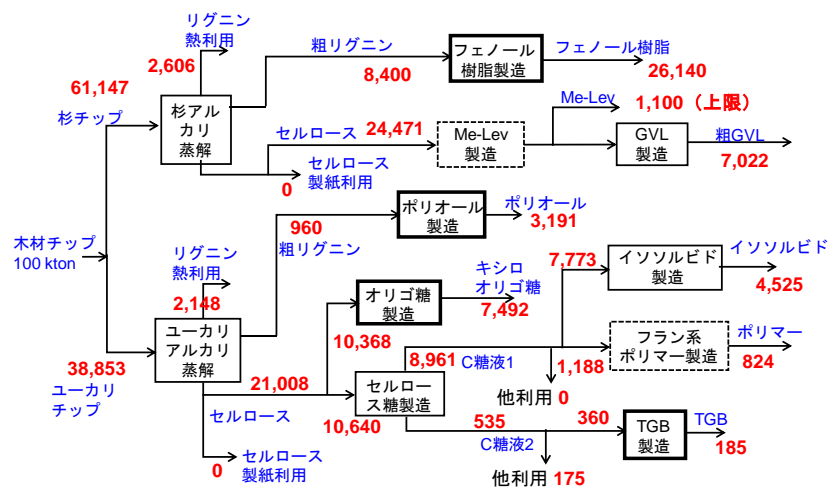 リグニン
熱利用
2,606
粗リグニン
8,400
フェノール
樹脂製造
フェノール樹脂
26,140
61,147
杉チップ
杉アル
カリ
蒸解
セルロース
24,471
セルロース
製紙利用
0
Me-Lev
製造
Me-Lev
1,100（上限）
GVL
製造
粗GVL
7,022
木材チップ
100 kton
960
粗リグニン
ポリオール
製造
ポリオール
3,191
リグニン
熱利用
2,148
38,853
ユーカリ
チップ
ユーカリ
アルカリ
蒸解
オリゴ糖
製造
キシロ
オリゴ糖
7,492
10,368
21,008
セルロース
10,640
セルロー
ス糖製造
0
セルロース
製紙利用
8,961
C糖液1
7,773
イソソルビド
製造
イソソルビド
4,525
1,188
他利用 0
フラン系
ポリマー製造
ポリマー
824
535
C糖液2
360
他利用 175
TGB
製造
TGB
185